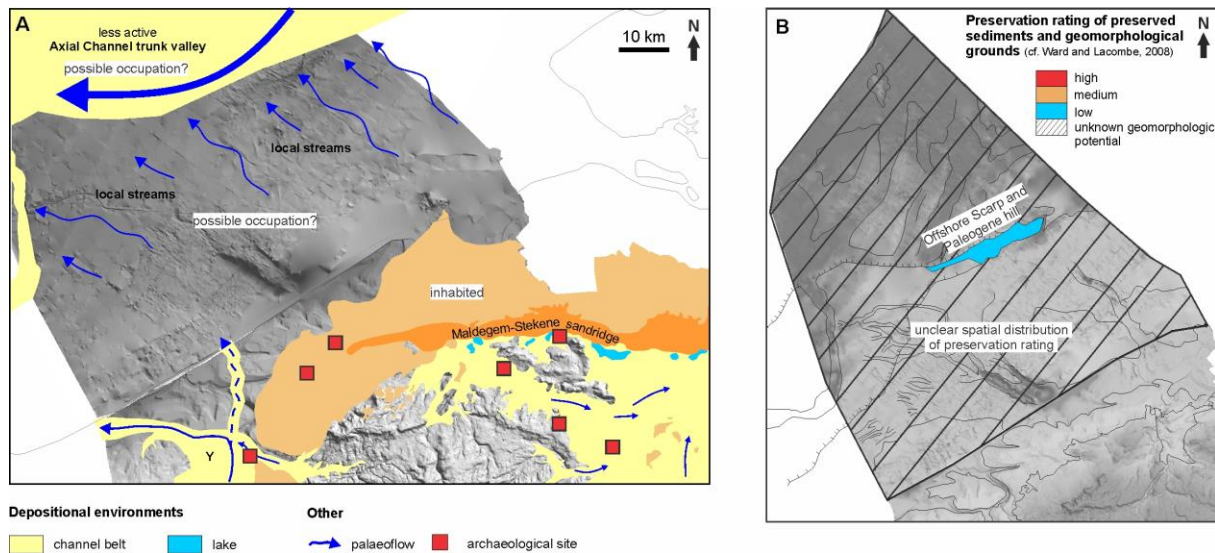 A
less active
Axial Channel trunk valley
possible occupation?
10 km
N
local streams
local streams
possible occupation?
inhabited
Maldegem-Stekene sandridge
Y
Depositional environments
channel belt
lake
Other
palaeoflow
archaeological site
B
Preservation rating of preserved
sediments and geomorphological
grounds (cf. Ward and Lacombe, 2008)
N
high
medium
low
unknown geomorphologic
potential
Offshore Scarp and
Paleogene hill
unclear spatial distribution
of preservation rating